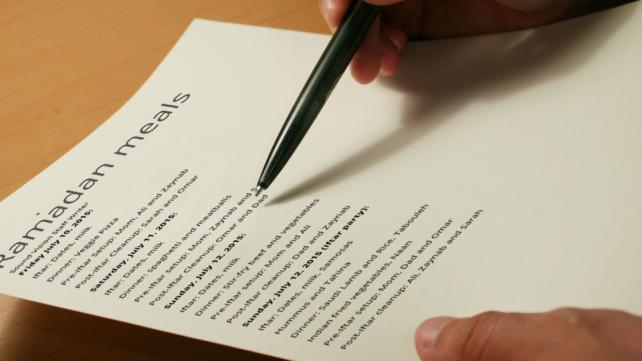 Ramadan meals
Sound Vision Staff Writer
Friday July 10, 2015:
Iftar: Dates, milk
Dinner: Veggie Pizza
Pre-iftar Setup: Mom, Ali and Zaynab
Post-iftar Cleanup: Sarah and Omar
Saturday, July 11, 2015:
Iftar: Dates, milk
Dinner: spaghetti and meatballs
Pre-iftar setup: Mom, Zaynab and
Post-iftar Cleanup: Omar and Dad
Sunday, July 12, 2015:
Iftar: Dates, milk
Dinner: Stir-fry beef and vegetables
Pre-iftar setup: Mom and Ali
Post-iftar cleanup: Dad and Zaynab
Sunday, July 12, 2015 (Iftar party):
Iftar: Dates, milk, Samosas
Hummus and Tahina
Dinner: Saudi Lamb and Rice, Tabouleh
Indian fried vegetables Naan
Pre-iftar setup: Mom, Dad and Omar
Post-iftar cleanup: Ali, Zaynab and Sarah